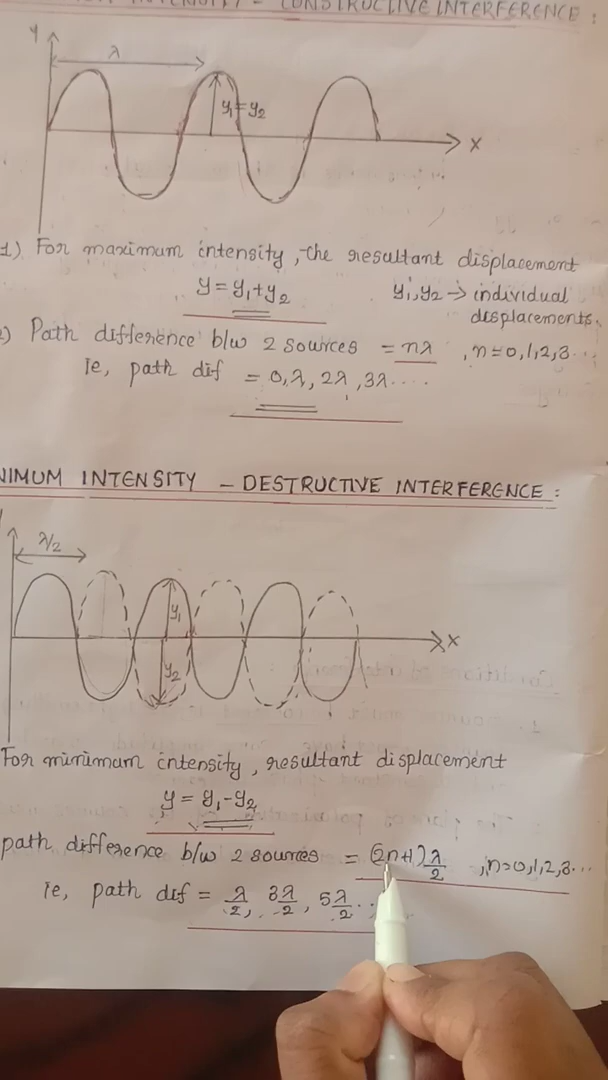 - CONSTRUCTIVE INTERFERENCE :
Y
λ
y₁=y₂
X
1) For maximum intensity, the resultant displacement
y = y₁+y₂
y₁,y₂ → individual
displacements.
) Path difference b/w 2 sources = nλ , n=0,1,2,3...
Ie, path dif = 0,λ, 2λ ,3λ....
NIMUM INTENSITY - DESTRUCTIVE INTERFERENCE :
λ/2
y₁
y₂
X
For minimum intensity, resultant displacement
y = y₁-y₂
path difference b/w 2 sources = (2n+1)λ/2 , n=0,1,2,3...
Ie, path dif = λ/2, 3λ/2, 5λ/2...